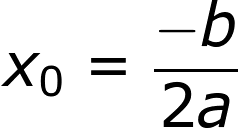 x₀ = -b / 2a